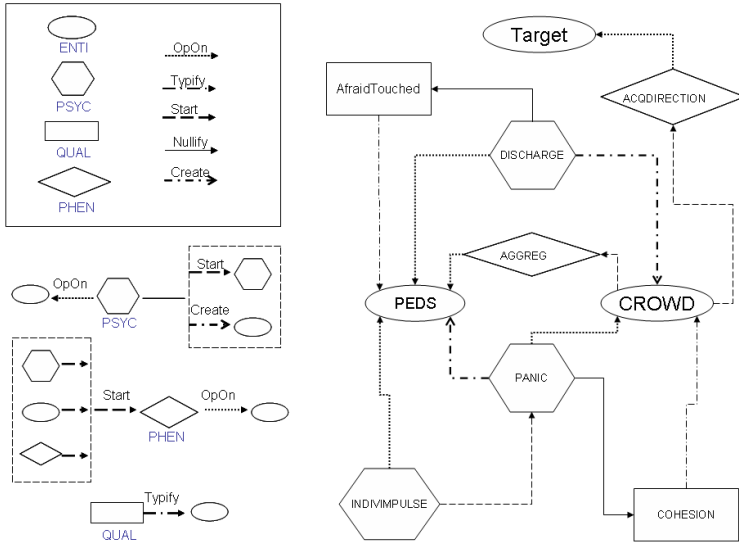 ENTI
PSYC
QUAL
PHEN
OpOn
Typify
Start
Nullify
Create
OpOn
PSYC
Start
Create
Start
PHEN
OpOn
Typify
QUAL
Target
AfraidTouched
ACQDIRECTION
DISCHARGE
AGGREG
PEDS
CROWD
PANIC
INDIVIMPULSE
COHESION